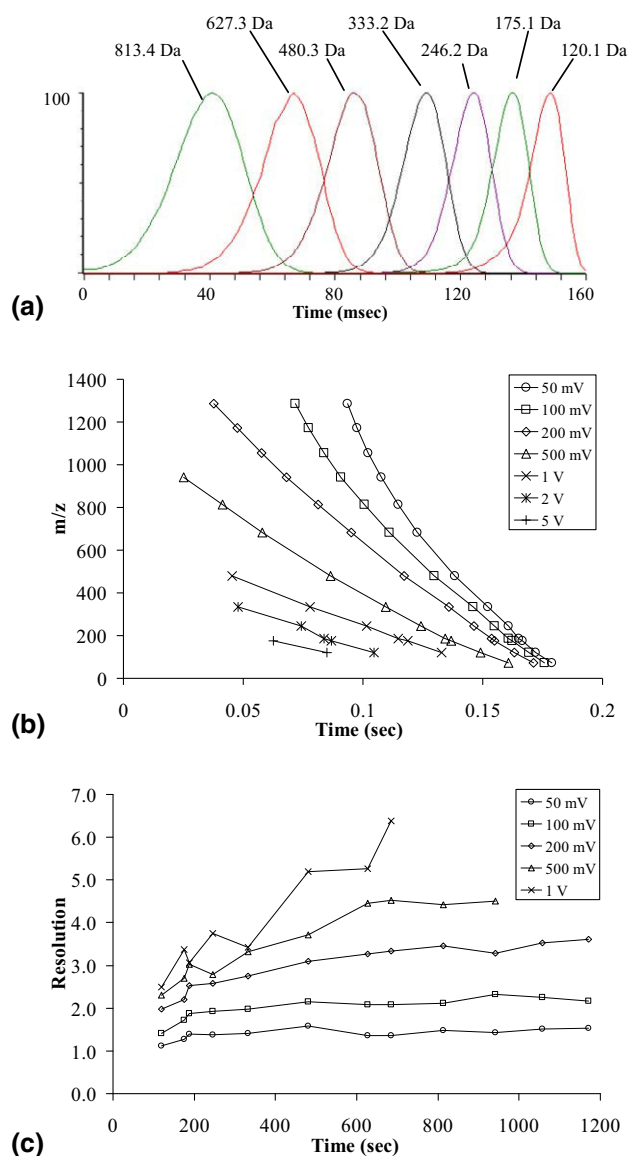 813.4 Da 627.3 Da 480.3 Da 333.2 Da 246.2 Da 175.1 Da 120.1 Da
100
0 40 80 120 160
Time (msec)
(a)
1400
1200
1000
800
600
400
200
0
m/z
0 0.05 0.1 0.15 0.2
Time (sec)
50 mV
100 mV
200 mV
500 mV
1 V
2 V
5 V
(b)
7.0
6.0
5.0
4.0
3.0
2.0
1.0
0.0
Resolution
0 200 400 600 800 1000 1200
Time (sec)
50 mV
100 mV
200 mV
500 mV
1 V
(c)